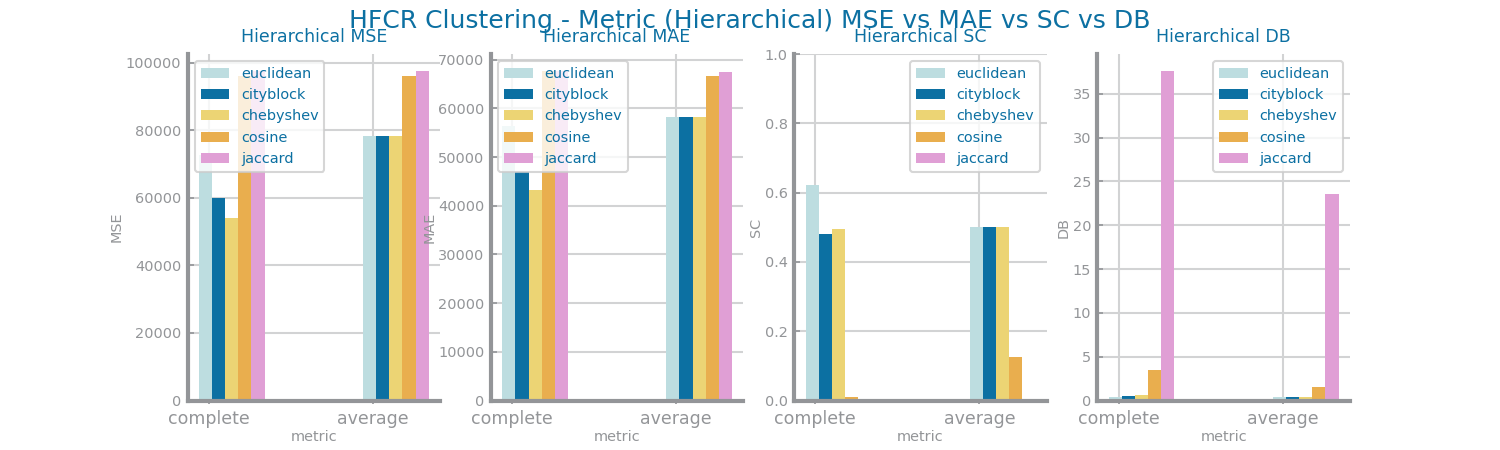 HFCR Clustering - Metric (Hierarchical) MSE vs MAE vs SC vs DB
Hierarchical MSE
100000
80000
60000
40000
20000
0
MSE
euclidean
cityblock
chebyshev
cosine
jaccard
complete
average
metric
Hierarchical MAE
70000
60000
50000
40000
30000
20000
10000
0
MAE
euclidean
cityblock
chebyshev
cosine
jaccard
complete
average
metric
Hierarchical SC
1.0
0.8
0.6
0.4
0.2
0.0
SC
euclidean
cityblock
chebyshev
cosine
jaccard
complete
average
metric
Hierarchical DB
35
30
25
20
15
10
5
0
DB
euclidean
cityblock
chebyshev
cosine
jaccard
complete
average
metric